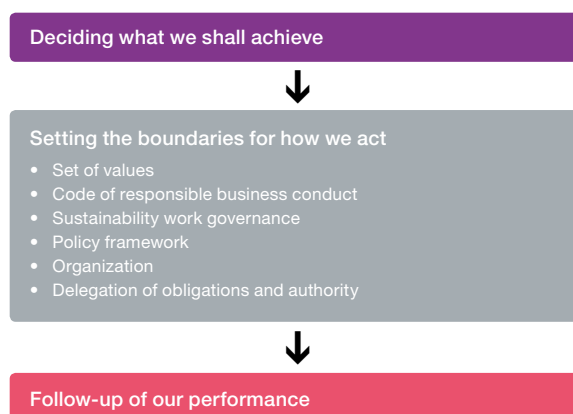 Deciding what we shall achieve
Setting the boundaries for how we act
• Set of values
• Code of responsible business conduct
• Sustainability work governance
• Policy framework
• Organization
• Delegation of obligations and authority
Follow-up of our performance